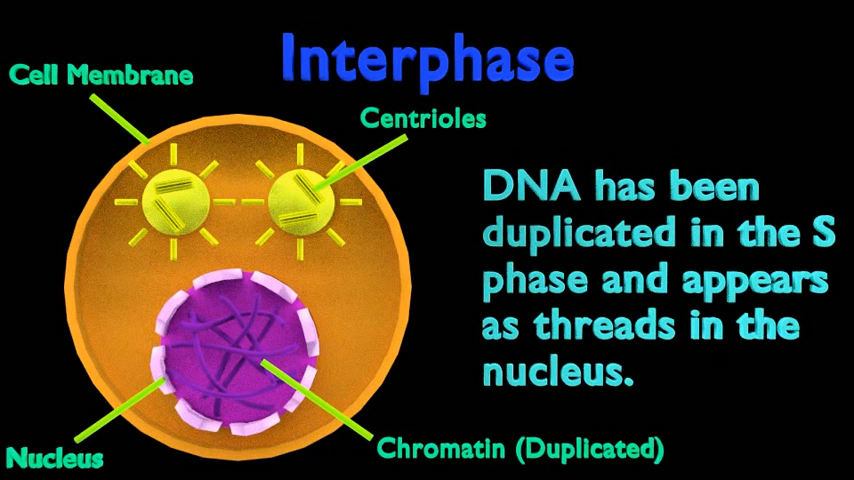 Interphase
Cell Membrane
Centrioles
DNA has been
duplicated in the S
phase and appears
as threads in the
nucleus.
Nucleus
Chromatin (Duplicated)